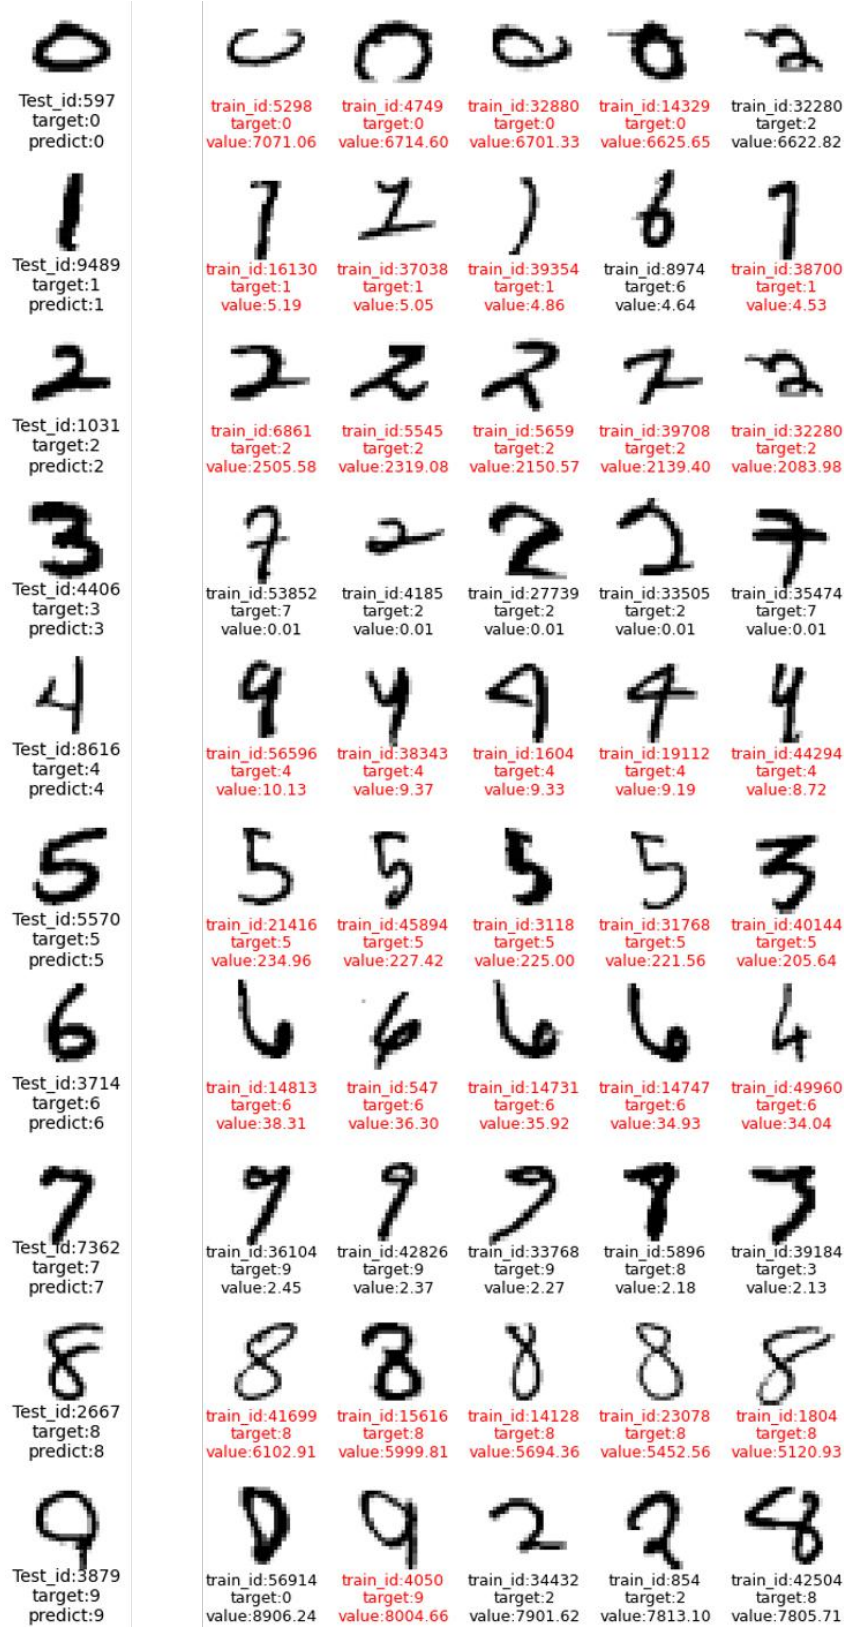 Test_id:597
target:0
predict:0
train_id:5298
target:0
value:7071.06
train_id:4749
target:0
value:6714.60
train_id:32880
target:0
value:6701.33
train_id:14329
target:0
value:6625.65
train_id:32280
target:2
value:6622.82
Test_id:9489
target:1
predict:1
train_id:16130
target:1
value:5.19
train_id:37038
target:1
value:5.05
train_id:39354
target:1
value:4.86
train_id:8974
target:6
value:4.64
train_id:38700
target:1
value:4.53
Test_id:1031
target:2
predict:2
train_id:6861
target:2
value:2505.58
train_id:5545
target:2
value:2319.08
train_id:5659
target:2
value:2150.57
train_id:39708
target:2
value:2139.40
train_id:32280
target:2
value:2083.98
Test_id:4406
target:3
predict:3
train_id:53852
target:7
value:0.01
train_id:4185
target:2
value:0.01
train_id:27739
target:2
value:0.01
train_id:33505
target:2
value:0.01
train_id:35474
target:7
value:0.01
Test_id:8616
target:4
predict:4
train_id:56596
target:4
value:10.13
train_id:38343
target:4
value:9.37
train_id:1604
target:4
value:9.33
train_id:19112
target:4
value:9.19
train_id:44294
target:4
value:8.72
Test_id:5570
target:5
predict:5
train_id:21416
target:5
value:234.96
train_id:45894
target:5
value:227.42
train_id:3118
target:5
value:225.00
train_id:31768
target:5
value:221.56
train_id:40144
target:5
value:205.64
Test_id:3714
target:6
predict:6
train_id:14813
target:6
value:38.31
train_id:547
target:6
value:36.30
train_id:14731
target:6
value:35.92
train_id:14747
target:6
value:34.93
train_id:49960
target:6
value:34.04
Test_id:7362
target:7
predict:7
train_id:36104
target:9
value:2.45
train_id:42826
target:9
value:2.37
train_id:33768
target:9
value:2.27
train_id:5896
target:8
value:2.18
train_id:39184
target:3
value:2.13
Test_id:2667
target:8
predict:8
train_id:41699
target:8
value:6102.91
train_id:15616
target:8
value:5999.81
train_id:14128
target:8
value:5694.36
train_id:23078
target:8
value:5452.56
train_id:1804
target:8
value:5120.93
Test_id:3879
target:9
predict:9
train_id:56914
target:0
value:8906.24
train_id:4050
target:9
value:8004.66
train_id:34432
target:2
value:7901.62
train_id:854
target:2
value:7813.10
train_id:42504
target:8
value:7805.71